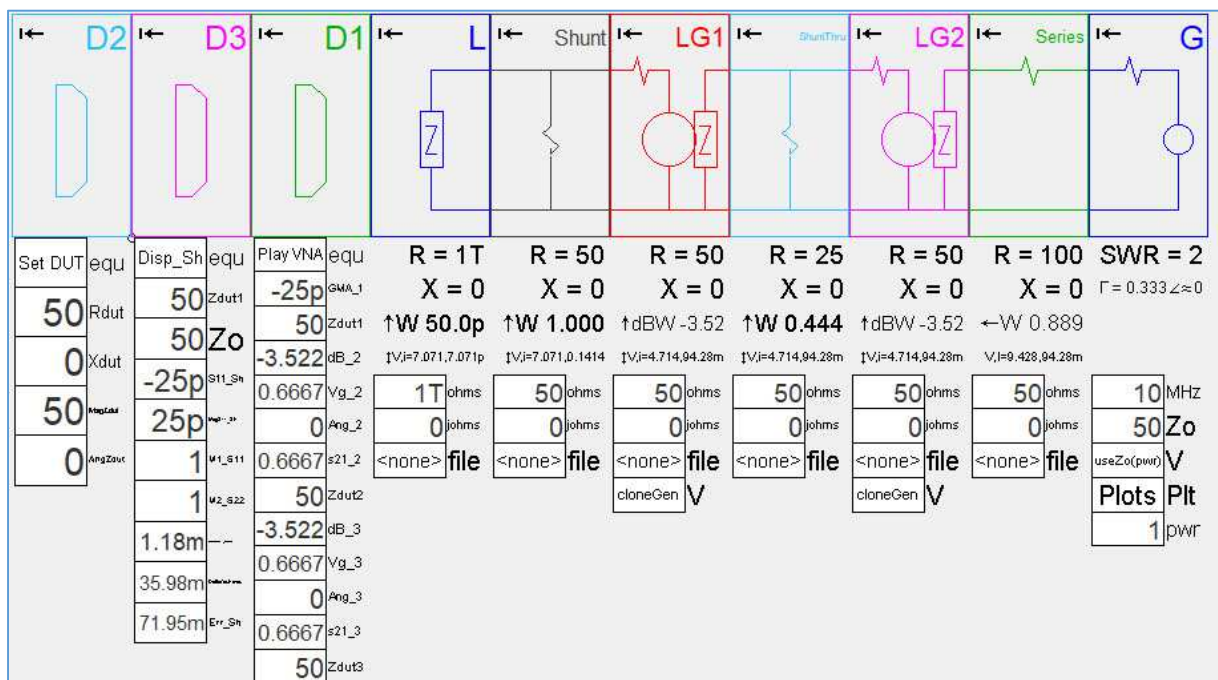 D2 D3 D1 L Shunt LG1 ShuntThru LG2 Series G
Z Z Z
Set DUT equ
50 Rdut
0 Xdut
50
0
Disp_Sh equ
50 Zdut1
50 Zo
-25p S11_Sh
25p
1 M1_S11
1 M2_S22
1.18m
35.98m
71.95m Err_Sh
Play VNA equ
-25p GMA_1
50 Zdut1
-3.522 dB_2
0.6667 Vg_2
0 Ang_2
0.6667 s21_2
50 Zdut2
-3.522 dB_3
0.6667 Vg_3
0 Ang_3
0.6667 s21_3
50 Zdut3
R = 1T
X = 0
↑W 50.0p
↕V,i=7.071,7.071p
1T ohms
0 johms
<none> file
R = 50
X = 0
↑W 1.000
↕V,i=7.071,0.1414
50 ohms
0 johms
<none> file
R = 50
X = 0
↑dBW -3.52
↕V,i=4.714,94.28m
50 ohms
0 johms
<none> file
cloneGen V
R = 25
X = 0
↑W 0.444
↕V,i=4.714,94.28m
50 ohms
0 johms
<none> file
R = 50
X = 0
↑dBW -3.52
↕V,i=4.714,94.28m
50 ohms
0 johms
<none> file
cloneGen V
R = 100
X = 0
←W 0.889
V,I=9.428,94.28m
50 ohms
0 johms
<none> file
SWR = 2
Γ = 0.333∠≈0
10 MHz
50 Zo
useZo(pwr) V
Plots Plt
1 pwr